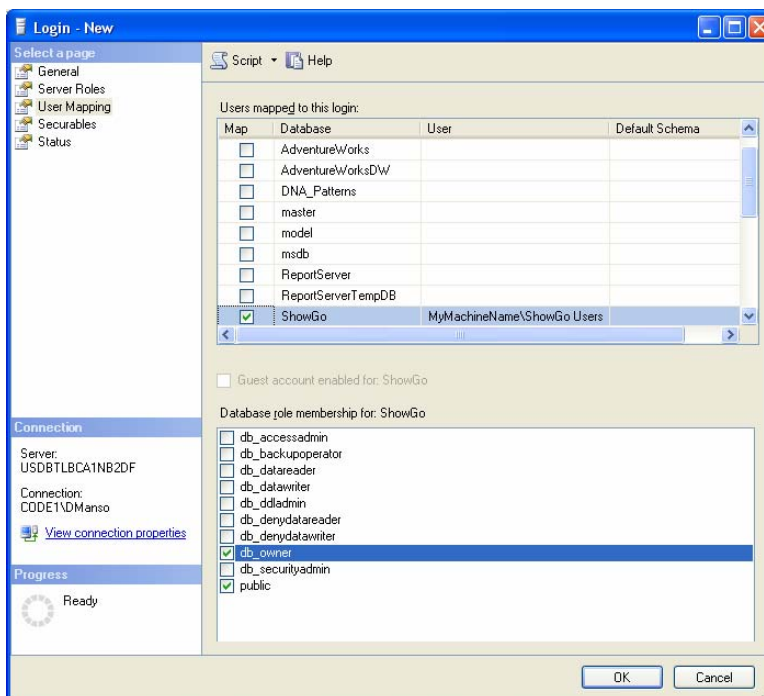 Login - New
Select a page
General
Server Roles
User Mapping
Securables
Status
Script Help
Users mapped to this login:
Map Database User Default Schema
AdventureWorks
AdventureWorksDW
DNA_Patterns
master
model
msdb
ReportServer
ReportServerTempDB
ShowGo MyMachineName\ShowGo Users
Guest account enabled for: ShowGo
Database role membership for: ShowGo
db_accessadmin
db_backupoperator
db_datareader
db_datawriter
db_ddladmin
db_denydatareader
db_denydatawriter
db_owner
db_securityadmin
public
Connection
Server:
USDBTLBCA1NB2DF
Connection:
CODE1\DManso
View connection properties
Progress
Ready
OK Cancel